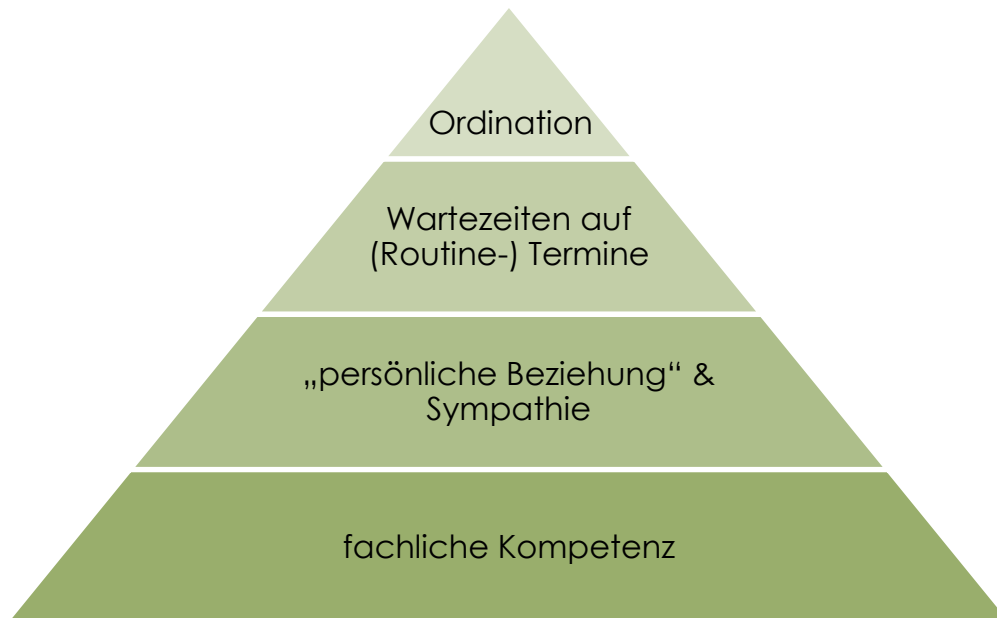 Ordination
Wartezeiten auf
(Routine-) Termine
„persönliche Beziehung“ &
Sympathie
fachliche Kompetenz